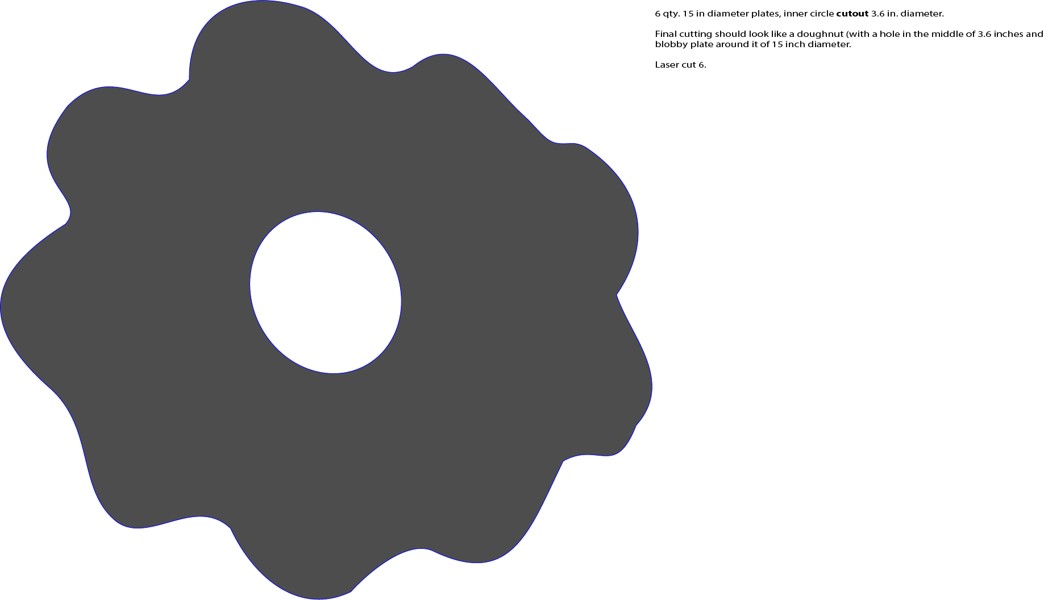 6 qty. 15 in diameter plates, inner circle cutout 3.6 in. diameter.
Final cutting should look like a doughnut (with a hole in the middle of 3.6 inches and
blobby plate around it of 15 inch diameter.
Laser cut 6.